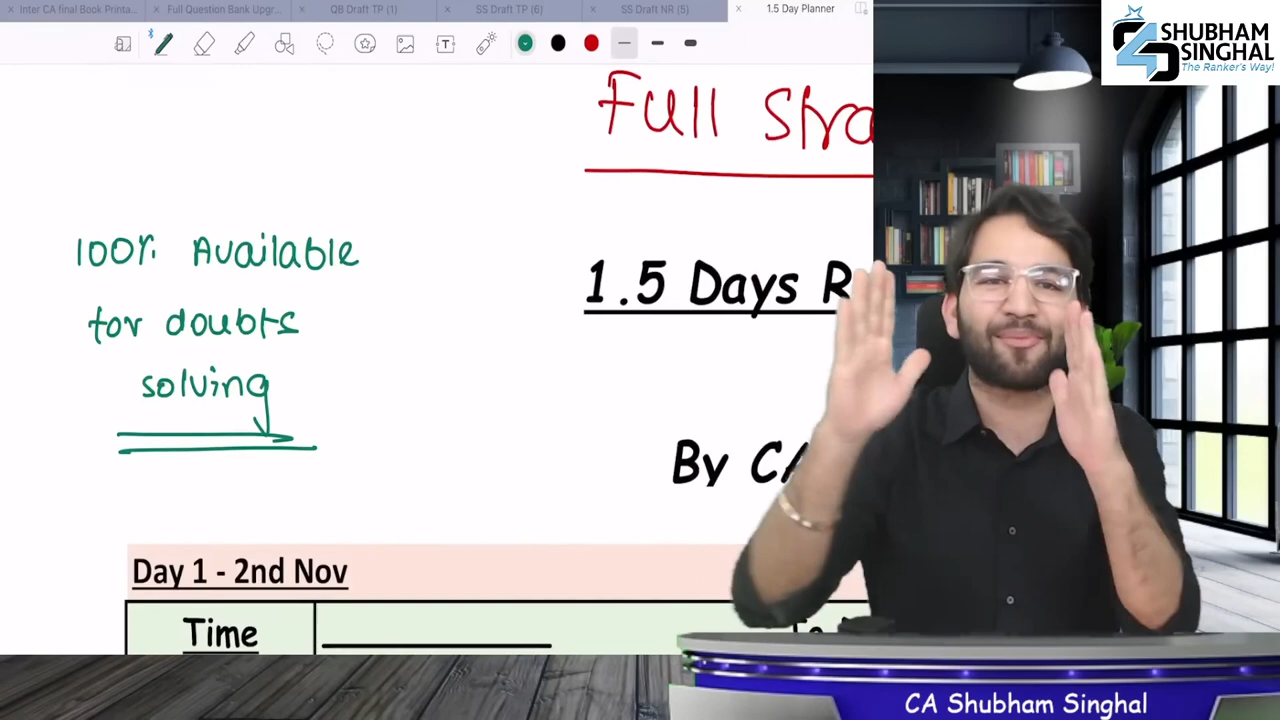 Inter CA final Book Printa...
Full Question Bank Upgr...
QB Draft TP (1)
SS Draft TP (6)
SS Draft NR (5)
1.5 Day Planner
SHUBHAM
SINGHAL
The Ranker's Way!
Full Stra
100% Available
for doubts
solving
1.5 Days R
By CA
Day 1 - 2nd Nov
Time
CA Shubham Singhal